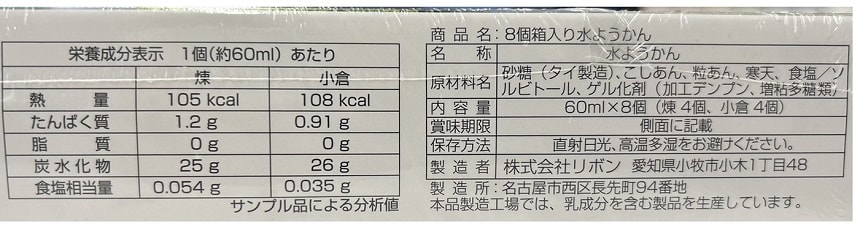 栄養成分表示 1個(約60ml)あたり
煉 小倉
熱量 105 kcal 108 kcal
たんぱく質 1.2 g 0.91 g
脂質 0 g 0 g
炭水化物 25 g 26 g
食塩相当量 0.054 g 0.035 g
サンプル品による分析値
商品名:8個箱入り水ようかん
名称 水ようかん
原材料名 砂糖(タイ製造)、こしあん、粒あん、寒天、食塩/ソ
ルビトール、ゲル化剤(加工デンプン、増粘多糖類)
内容量 60ml×8個(煉4個、小倉4個)
賞味期限 側面に記載
保存方法 直射日光、高温多湿をお避けください。
製造者 株式会社リボン 愛知県小牧市小木1丁目48
製造所:名古屋市西区長先町94番地
本品製造工場では、乳成分を含む製品を生産しています。